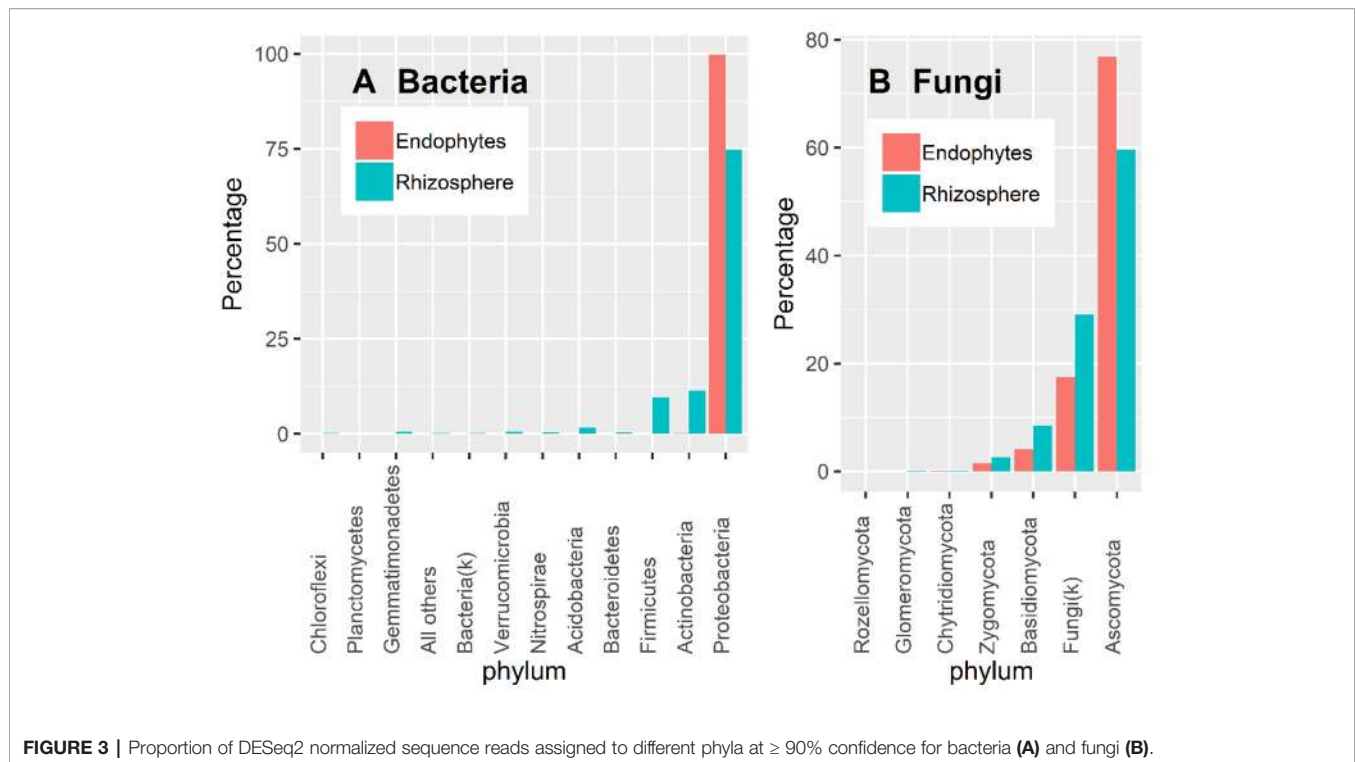 A Bacteria
Endophytes
Rhizosphere
Percentage
100
75
50
25
0
Chloroflexi
Planctomycetes
Gemmatimonadetes
All others
Bacteria(k)
Verrucomicrobia
Nitrospirae
Acidobacteria
Bacteroidetes
Firmicutes
Actinobacteria
Proteobacteria
phylum
B Fungi
Endophytes
Rhizosphere
Percentage
80
60
40
20
0
Rozellomycota
Glomeromycota
Chytridiomycota
Zygomycota
Basidiomycota
Fungi(k)
Ascomycota
phylum
FIGURE 3 | Proportion of DESeq2 normalized sequence reads assigned to different phyla at ≥ 90% confidence for bacteria (A) and fungi (B).